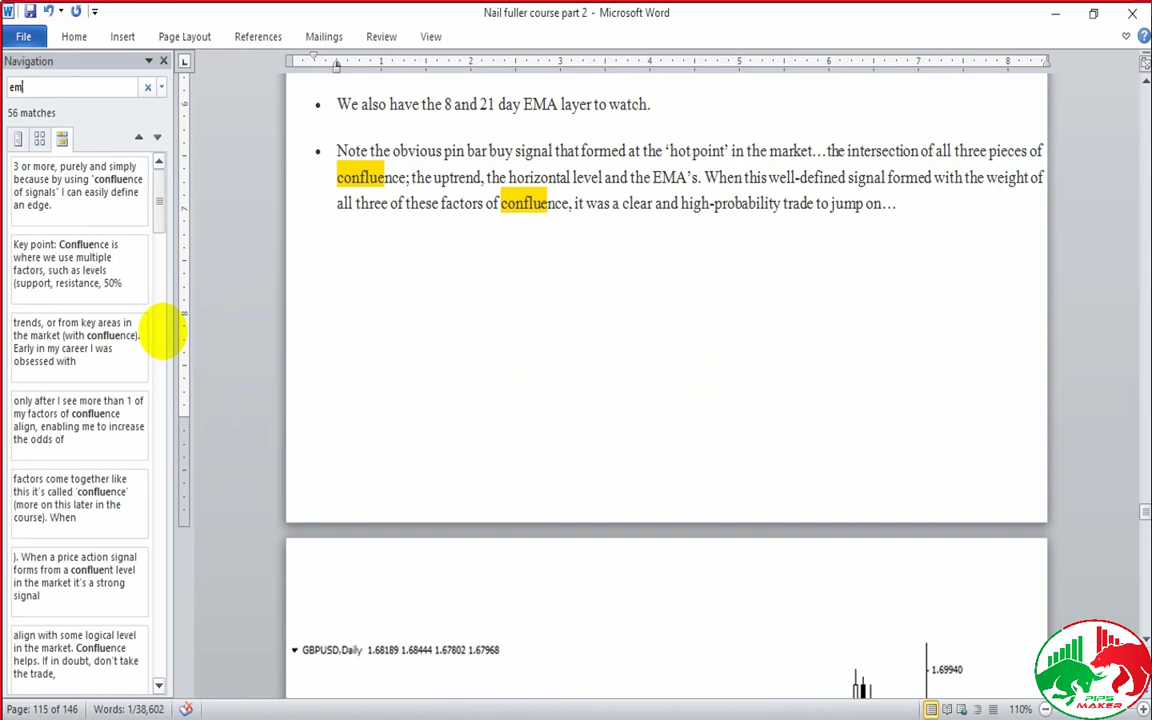 Nail fuller course part 2 - Microsoft Word
File Home Insert Page Layout References Mailings Review View
Navigation
em
56 matches
3 or more, purely and simply
because by using "confluence
of signals" I can easily define
an edge.
Key point: Confluence is
where we use multiple
factors, such as levels
(support, resistance, 50%
trends, or from key areas in
the market (with confluence).
Early in my career I was
obsessed with
only after I see more than 1 of
my factors of confluence
align, enabling me to increase
the odds of
factors come together like
this it's called 'confluence'
(more on this later in the
course). When
). When a price action signal
forms from a confluent level
in the market it's a strong
signal
align with some logical level
in the market. Confluence
helps. If in doubt, don't take
the trade,
1 2 3 4 5 6 7 8
• We also have the 8 and 21 day EMA layer to watch.
• Note the obvious pin bar buy signal that formed at the 'hot point' in the market…the intersection of all three pieces of
confluence; the uptrend, the horizontal level and the EMA's. When this well-defined signal formed with the weight of
all three of these factors of confluence, it was a clear and high-probability trade to jump on…
GBPUSD,Daily 1.68189 1.68444 1.67802 1.67968
1.69940
PIPS
MAKER
Page: 115 of 146 Words: 1/38,602 110%